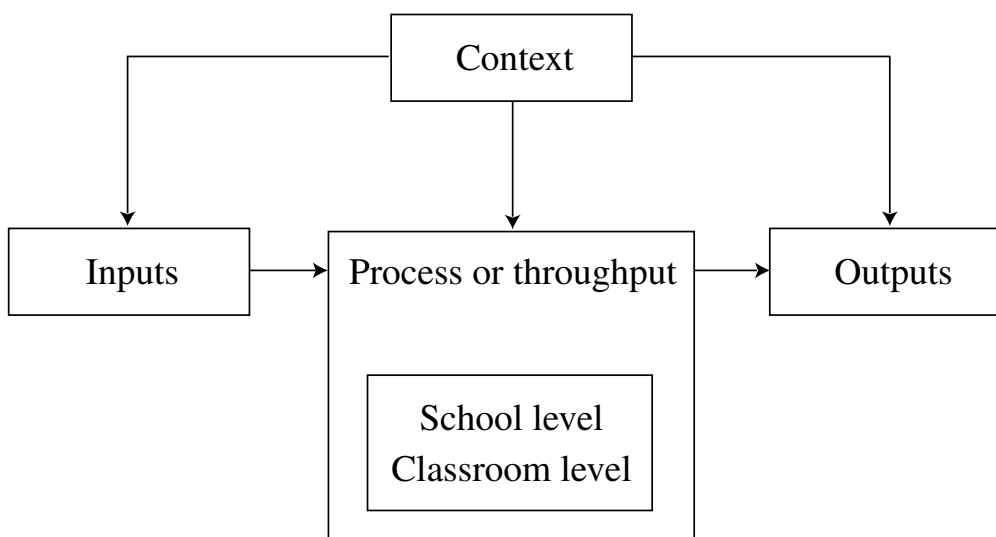 Context
Inputs
Process or throughput
Outputs
School level
Classroom level